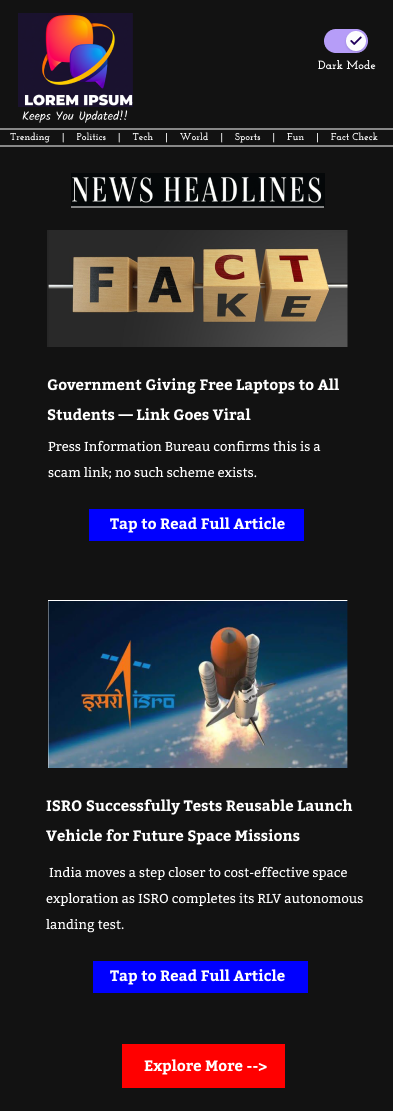 LOREM IPSUM
Keeps You Updated!!
Dark Mode
Trending | Politics | Tech | World | Sports | Fun | Fact Check
NEWS HEADLINES
FACT
KE
Government Giving Free Laptops to All
Students — Link Goes Viral
Press Information Bureau confirms this is a
scam link; no such scheme exists.
Tap to Read Full Article
इसरो isro
ISRO Successfully Tests Reusable Launch
Vehicle for Future Space Missions
India moves a step closer to cost-effective space
exploration as ISRO completes its RLV autonomous
landing test.
Tap to Read Full Article
Explore More -->